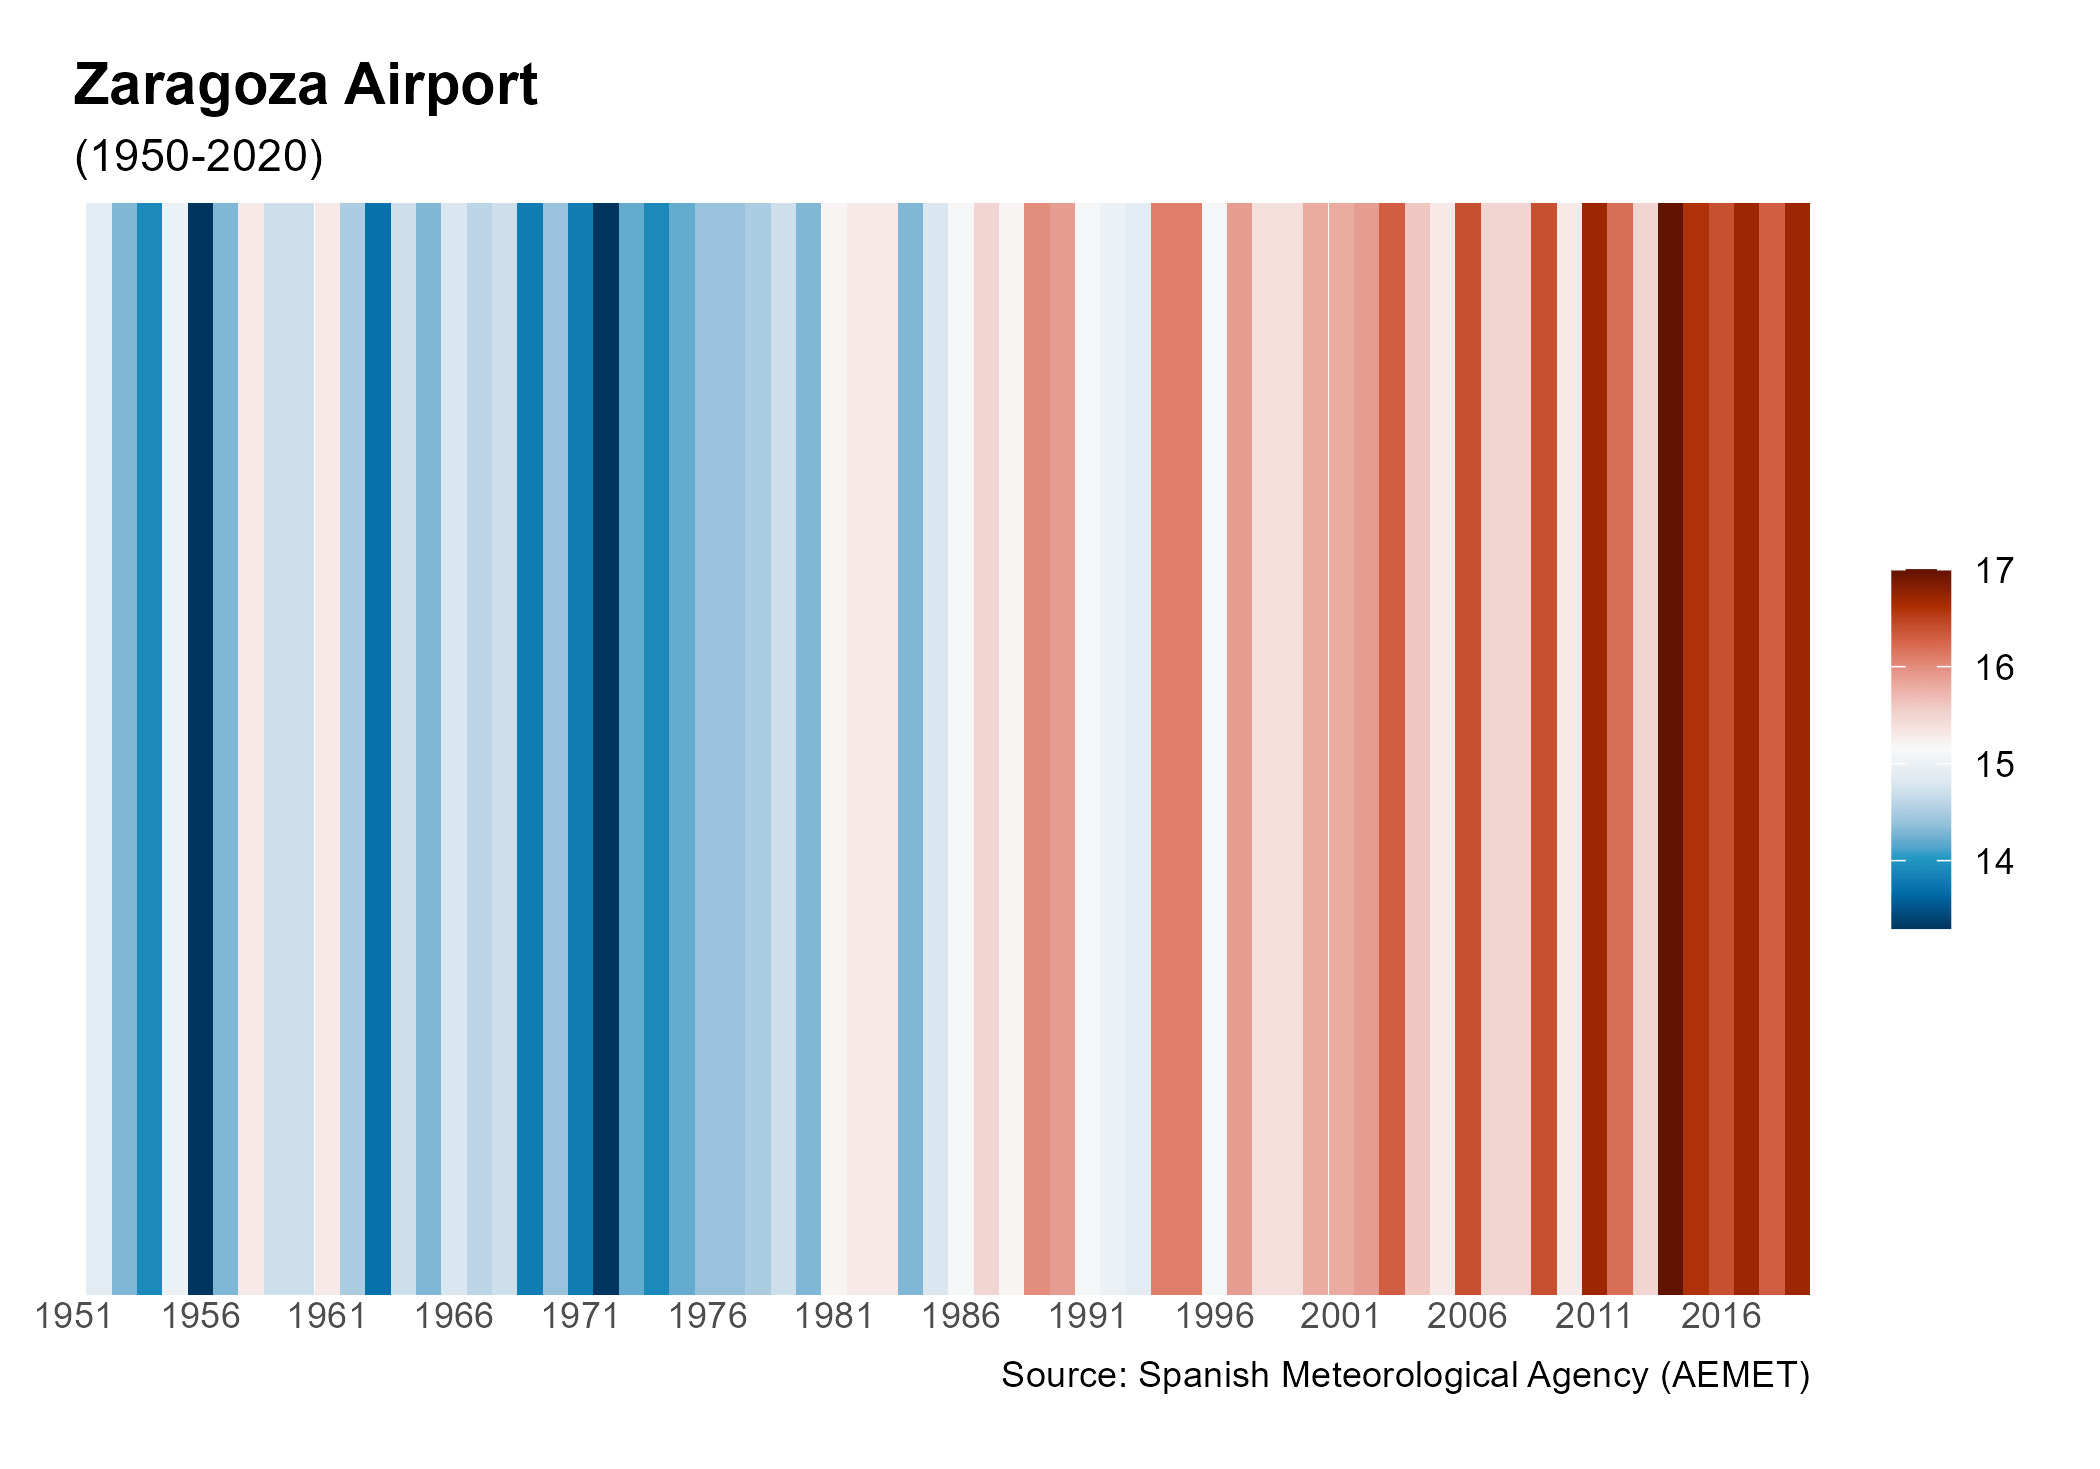 Zaragoza Airport
(1950-2020)
17
16
15
14
1951 1956 1961 1966 1971 1976 1981 1986 1991 1996 2001 2006 2011 2016
Source: Spanish Meteorological Agency (AEMET)